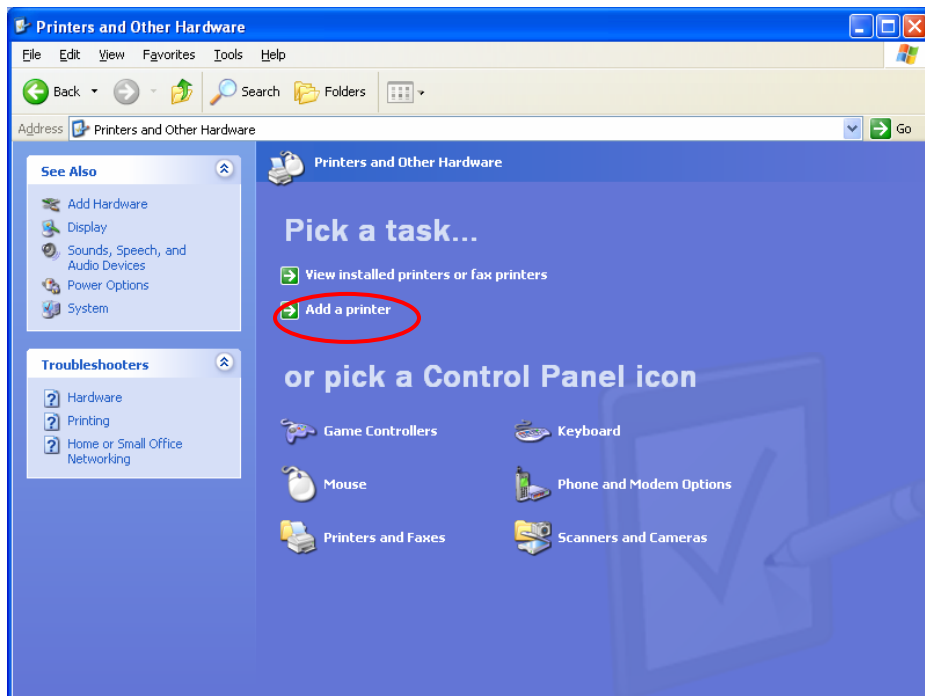 Printers and Other Hardware
File Edit View Favorites Tools Help
Back Search Folders
Address Printers and Other Hardware Go
See Also
Add Hardware
Display
Sounds, Speech, and
Audio Devices
Power Options
System
Troubleshooters
Hardware
Printing
Home or Small Office
Networking
Printers and Other Hardware
Pick a task...
View installed printers or fax printers
Add a printer
or pick a Control Panel icon
Game Controllers Keyboard
Mouse Phone and Modem Options
Printers and Faxes Scanners and Cameras